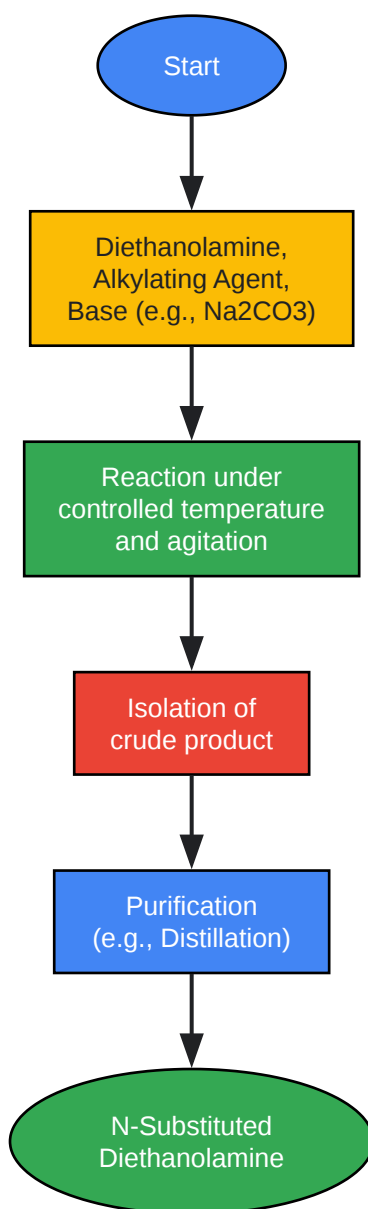 Start
Diethanolamine,
Alkylating Agent,
Base (e.g., Na2CO3)
Reaction under
controlled temperature
and agitation
Isolation of
crude product
Purification
(e.g., Distillation)
N-Substituted
Diethanolamine